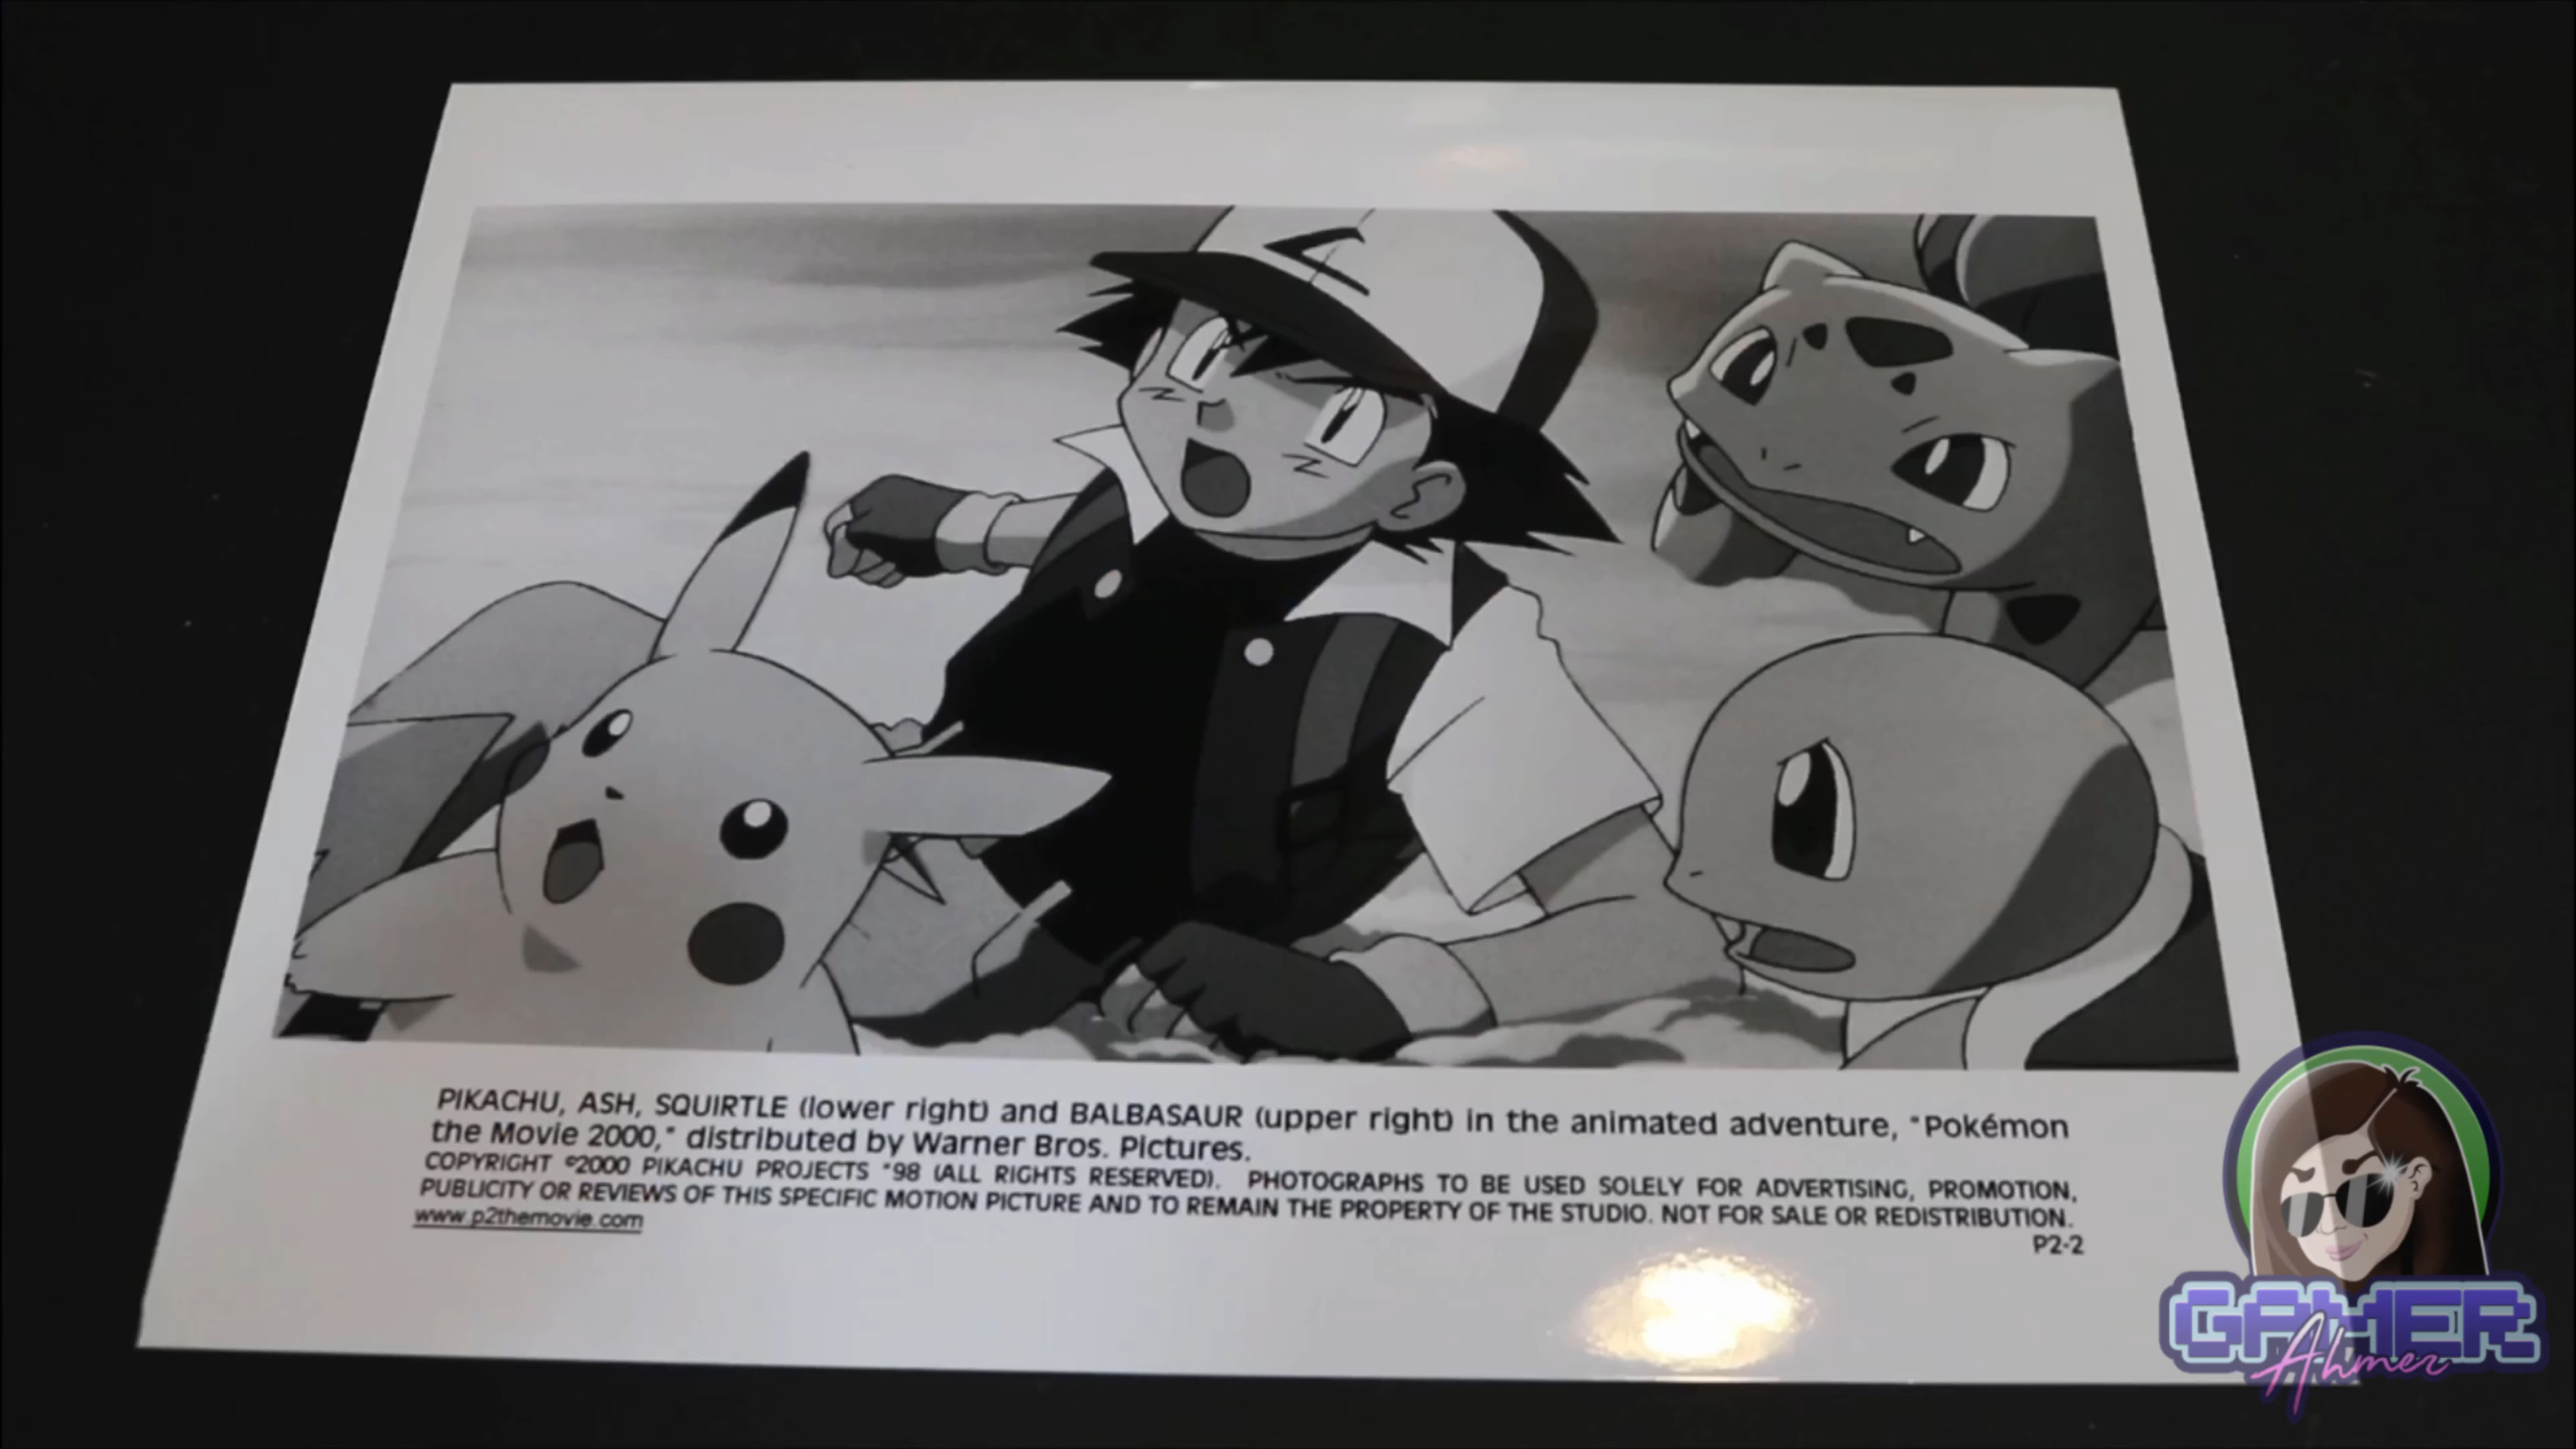 PIKACHU, ASH, SQUIRTLE (lower right) and BALBASAUR (upper right) in the animated adventure, "Pokémon
the Movie 2000," distributed by Warner Bros. Pictures.
COPYRIGHT ©2000 PIKACHU PROJECTS "98 (ALL RIGHTS RESERVED). PHOTOGRAPHS TO BE USED SOLELY FOR ADVERTISING, PROMOTION,
PUBLICITY OR REVIEWS OF THIS SPECIFIC MOTION PICTURE AND TO REMAIN THE PROPERTY OF THE STUDIO. NOT FOR SALE OR REDISTRIBUTION.
www.p2themovie.com
P2-2
GAMER
Ahmer